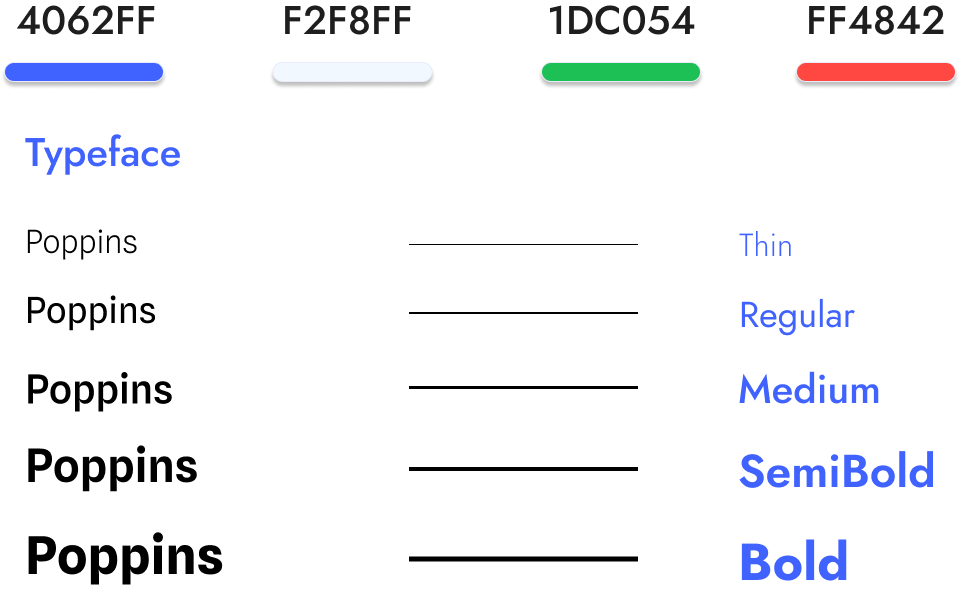 4062FF F2F8FF 1DC054 FF4842
Typeface
Poppins Thin
Poppins Regular
Poppins Medium
Poppins SemiBold
Poppins Bold